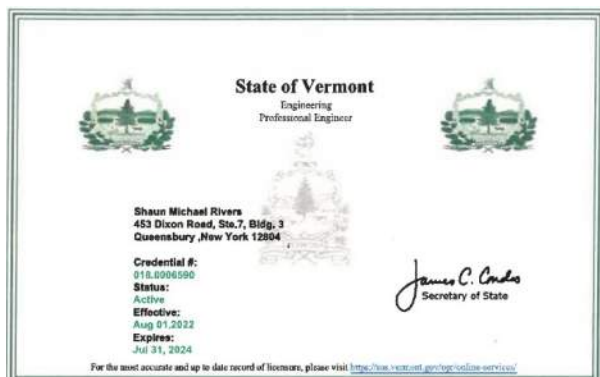 State of Vermont
Engineering
Professional Engineer
Shaun Michael Rivers
453 Dixon Road, Ste.7, Bldg. 3
Queensbury ,New York 12804
Credential #:
018.0006590
Status:
Active
Effective:
Aug 01,2022
Expires:
Jul 31, 2024
James C. Condos
Secretary of State
For the most accurate and up to date record of licensure, please visit https://sos.vermont.gov/opr/online-services/